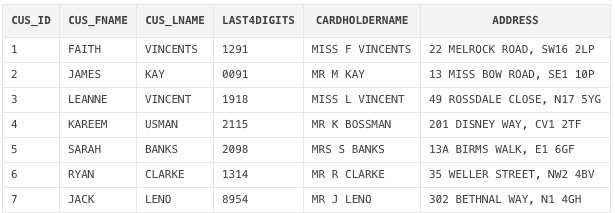 CUS_ID CUS_FNAME CUS_LNAME LAST4DIGITS CARDHOLDERNAME ADDRESS
1 FAITH VINCENTS 1291 MISS F VINCENTS 22 MELROCK ROAD, SW16 2LP
2 JAMES KAY 0091 MR M KAY 13 MISS BOW ROAD, SE1 10P
3 LEANNE VINCENT 1918 MISS L VINCENT 49 ROSSDALE CLOSE, N17 5YG
4 KAREEM USMAN 2115 MR K BOSSMAN 201 DISNEY WAY, CV1 2TF
5 SARAH BANKS 2098 MRS S BANKS 13A BIRMS WALK, E1 6GF
6 RYAN CLARKE 1314 MR R CLARKE 35 WELLER STREET, NW2 4BV
7 JACK LENO 8954 MR J LENO 302 BETHNAL WAY, N1 4GH